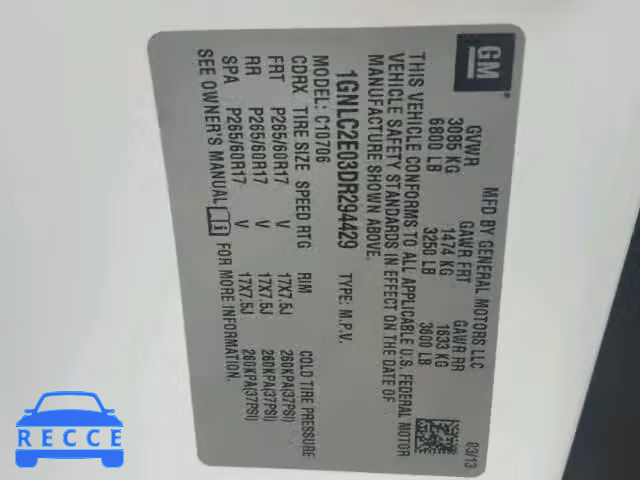 GM
MFD BY GENERAL MOTORS LLC
GVWR GAWR FRT GAWR RR
3085 KG 1474 KG 1633 KG
6800 LB 3250 LB 3600 LB
THIS VEHICLE CONFORMS TO ALL APPLICABLE U.S. FEDERAL MOTOR
VEHICLE SAFETY STANDARDS IN EFFECT ON THE DATE OF
MANUFACTURE SHOWN ABOVE.
03/13
1GNLC2E03DR294429 TYPE: M.P.V.
MODEL: C10706
CDRX TIRE SIZE SPEED RTG RIM COLD TIRE PRESSURE
FRT P265/60R17 V 17X7.5J 260KPA(37PSI)
RR P265/60R17 V 17X7.5J 260KPA(37PSI)
SPA P265/60R17 V 17X7.5J 260KPA(37PSI)
SEE OWNER'S MANUAL FOR MORE INFORMATION.
RECCE